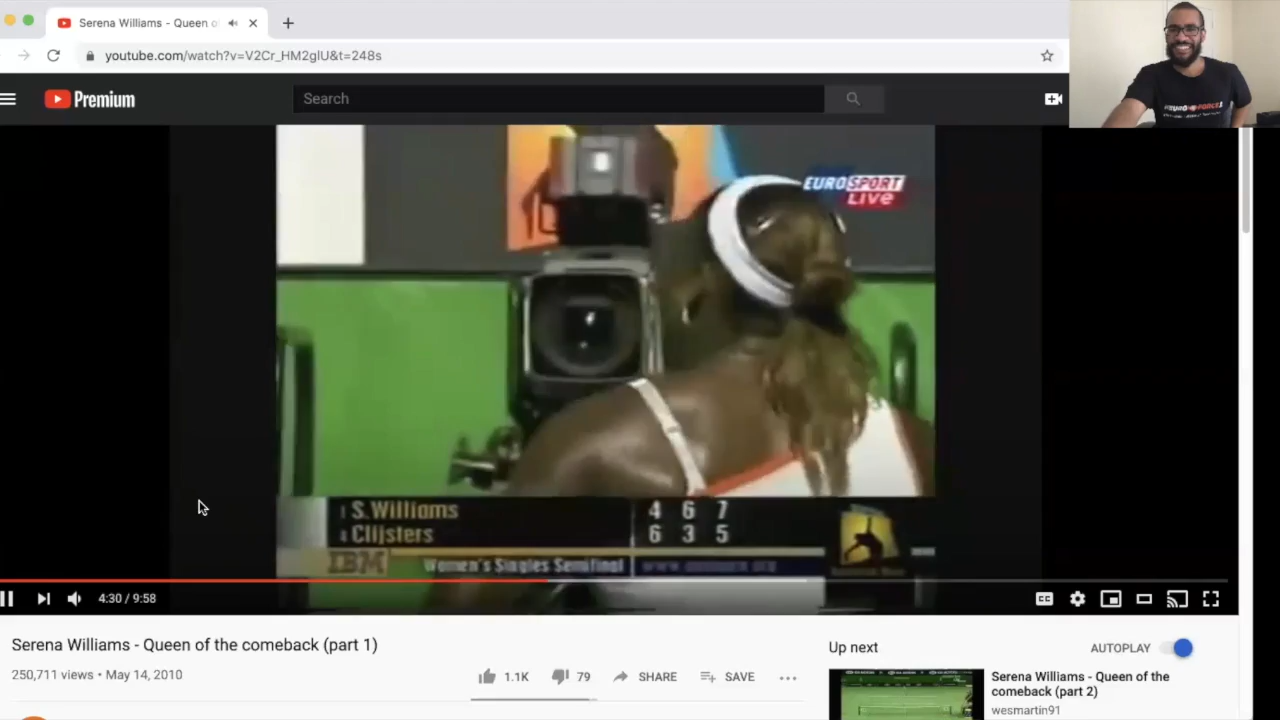 Serena Williams - Queen o
youtube.com/watch?v=V2Cr_HM2glU&t=248s
Premium
Search
EUROSPORT
LIVE
1 S.Williams 4 6 7
4 Clijsters 6 3 5
IBM Women's Singles Semifinal
4:30 / 9:58
CC
Serena Williams - Queen of the comeback (part 1)
250,711 views • May 14, 2010
1.1K 79 SHARE SAVE
Up next AUTOPLAY
Serena Williams - Queen of the
comeback (part 2)
wesmartin91